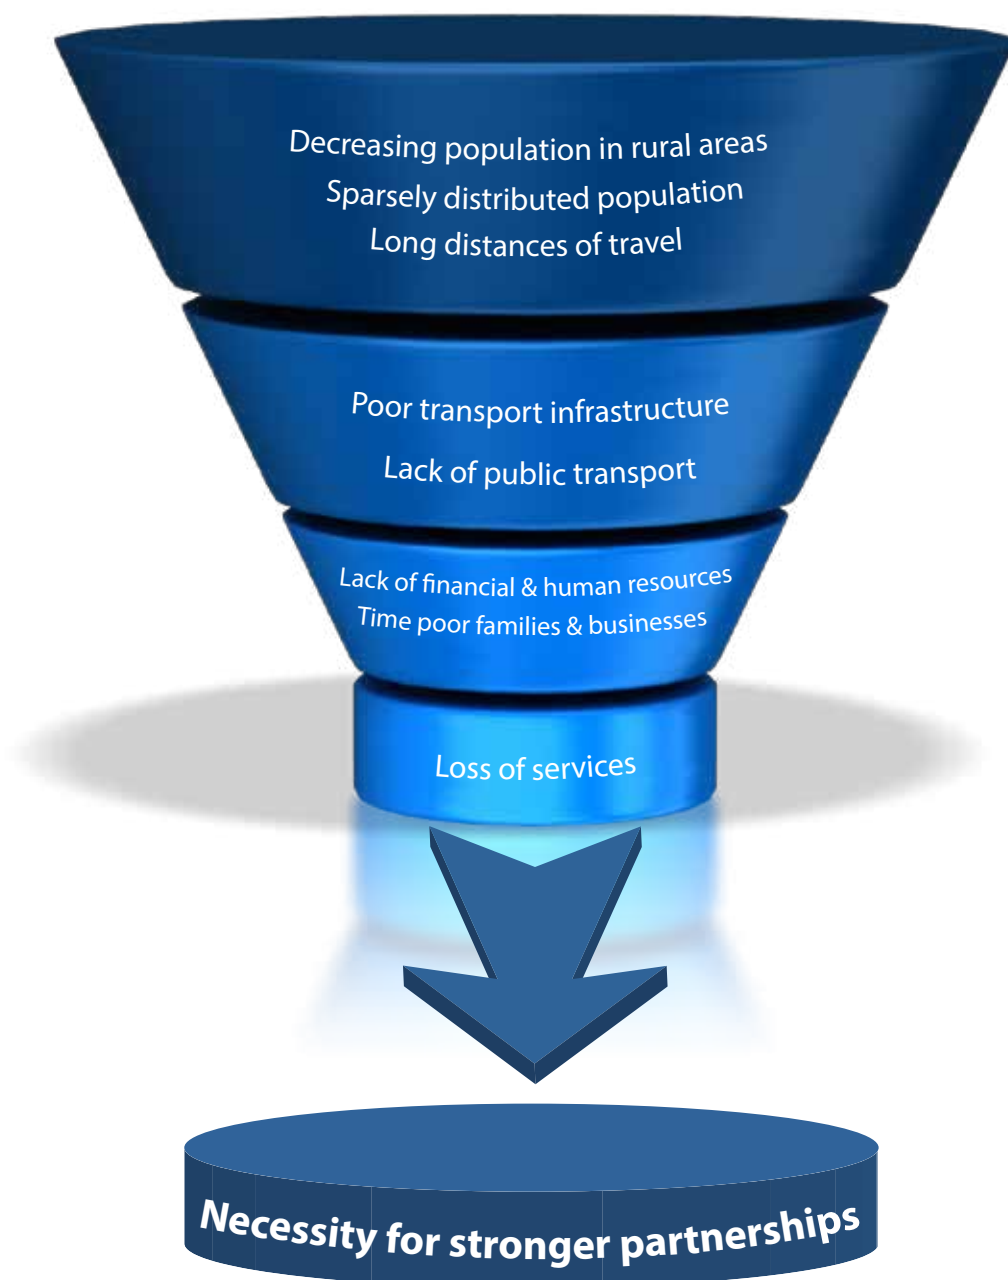 Decreasing population in rural areas
Sparsely distributed population
Long distances of travel
Poor transport infrastructure
Lack of public transport
Lack of financial & human resources
Time poor families & businesses
Loss of services
Necessity for stronger partnerships